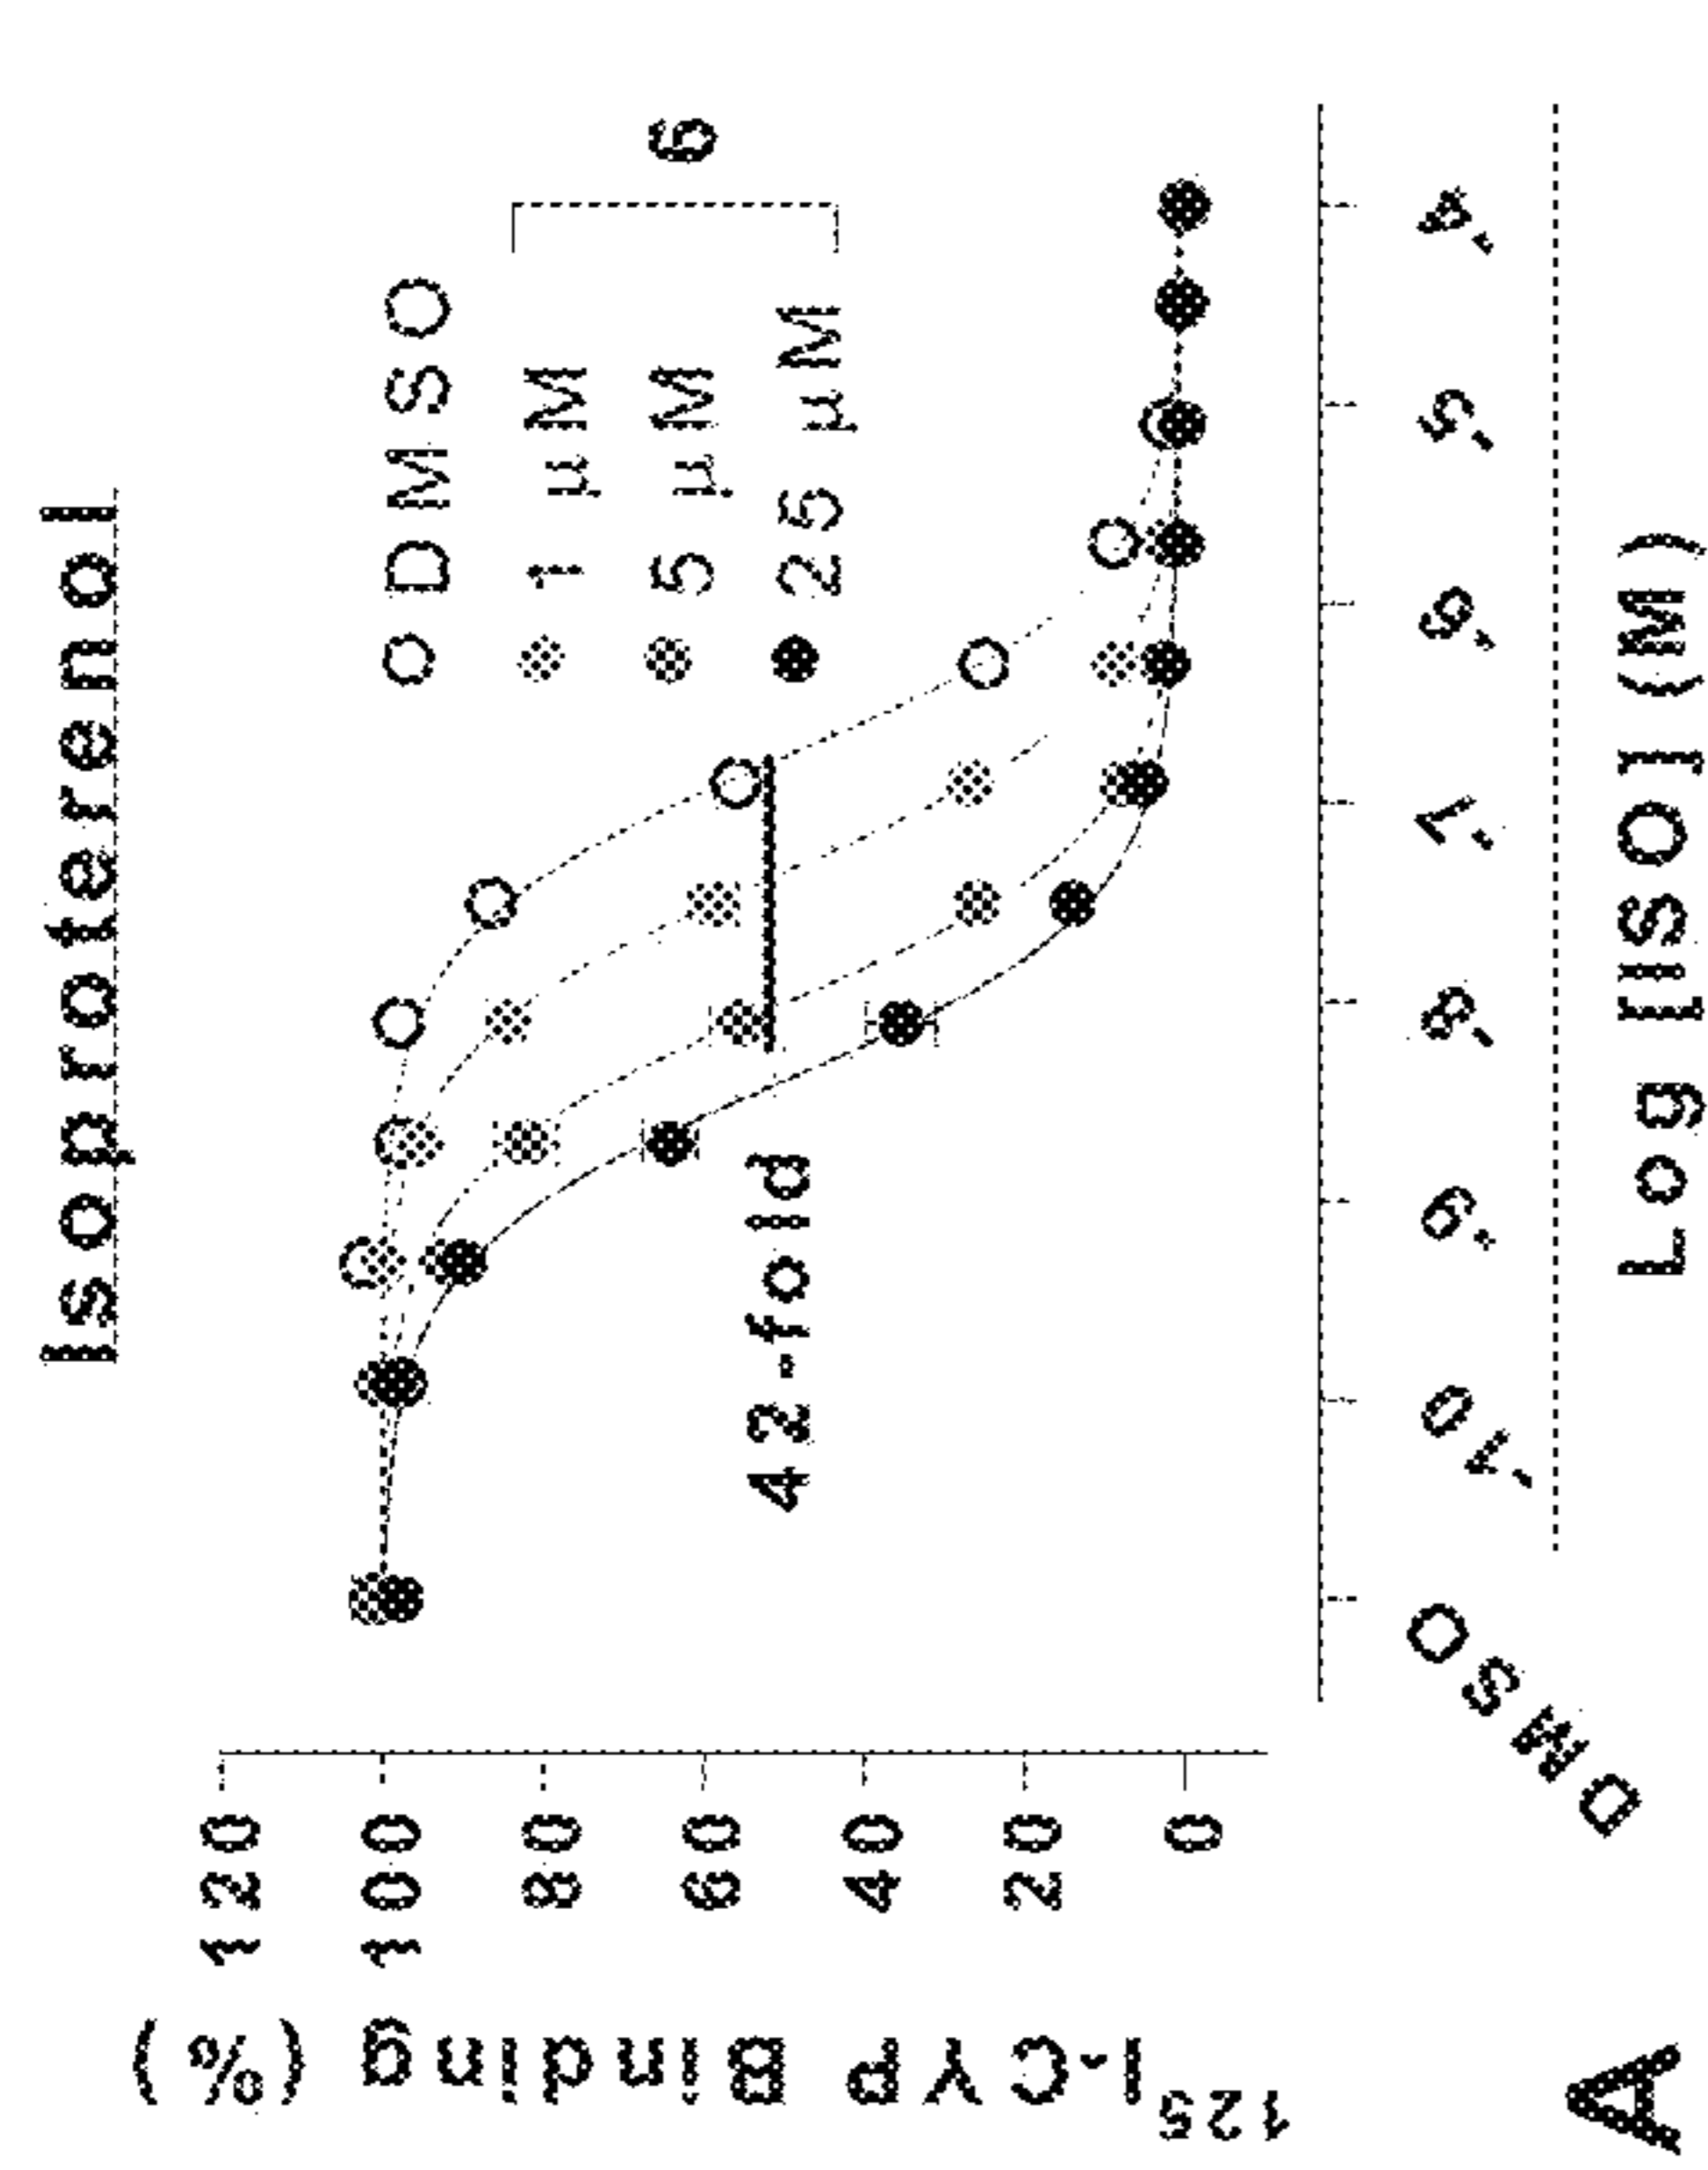 Isoproterenol
DMSO
1 µM
5 µM
25 µM
6
42-fold
¹²⁵I-CYP Binding (%)
120
100
80
60
40
20
0
DMSO
-10
-9
-8
-7
-6
-5
-4
Log [ISO] (M)
A